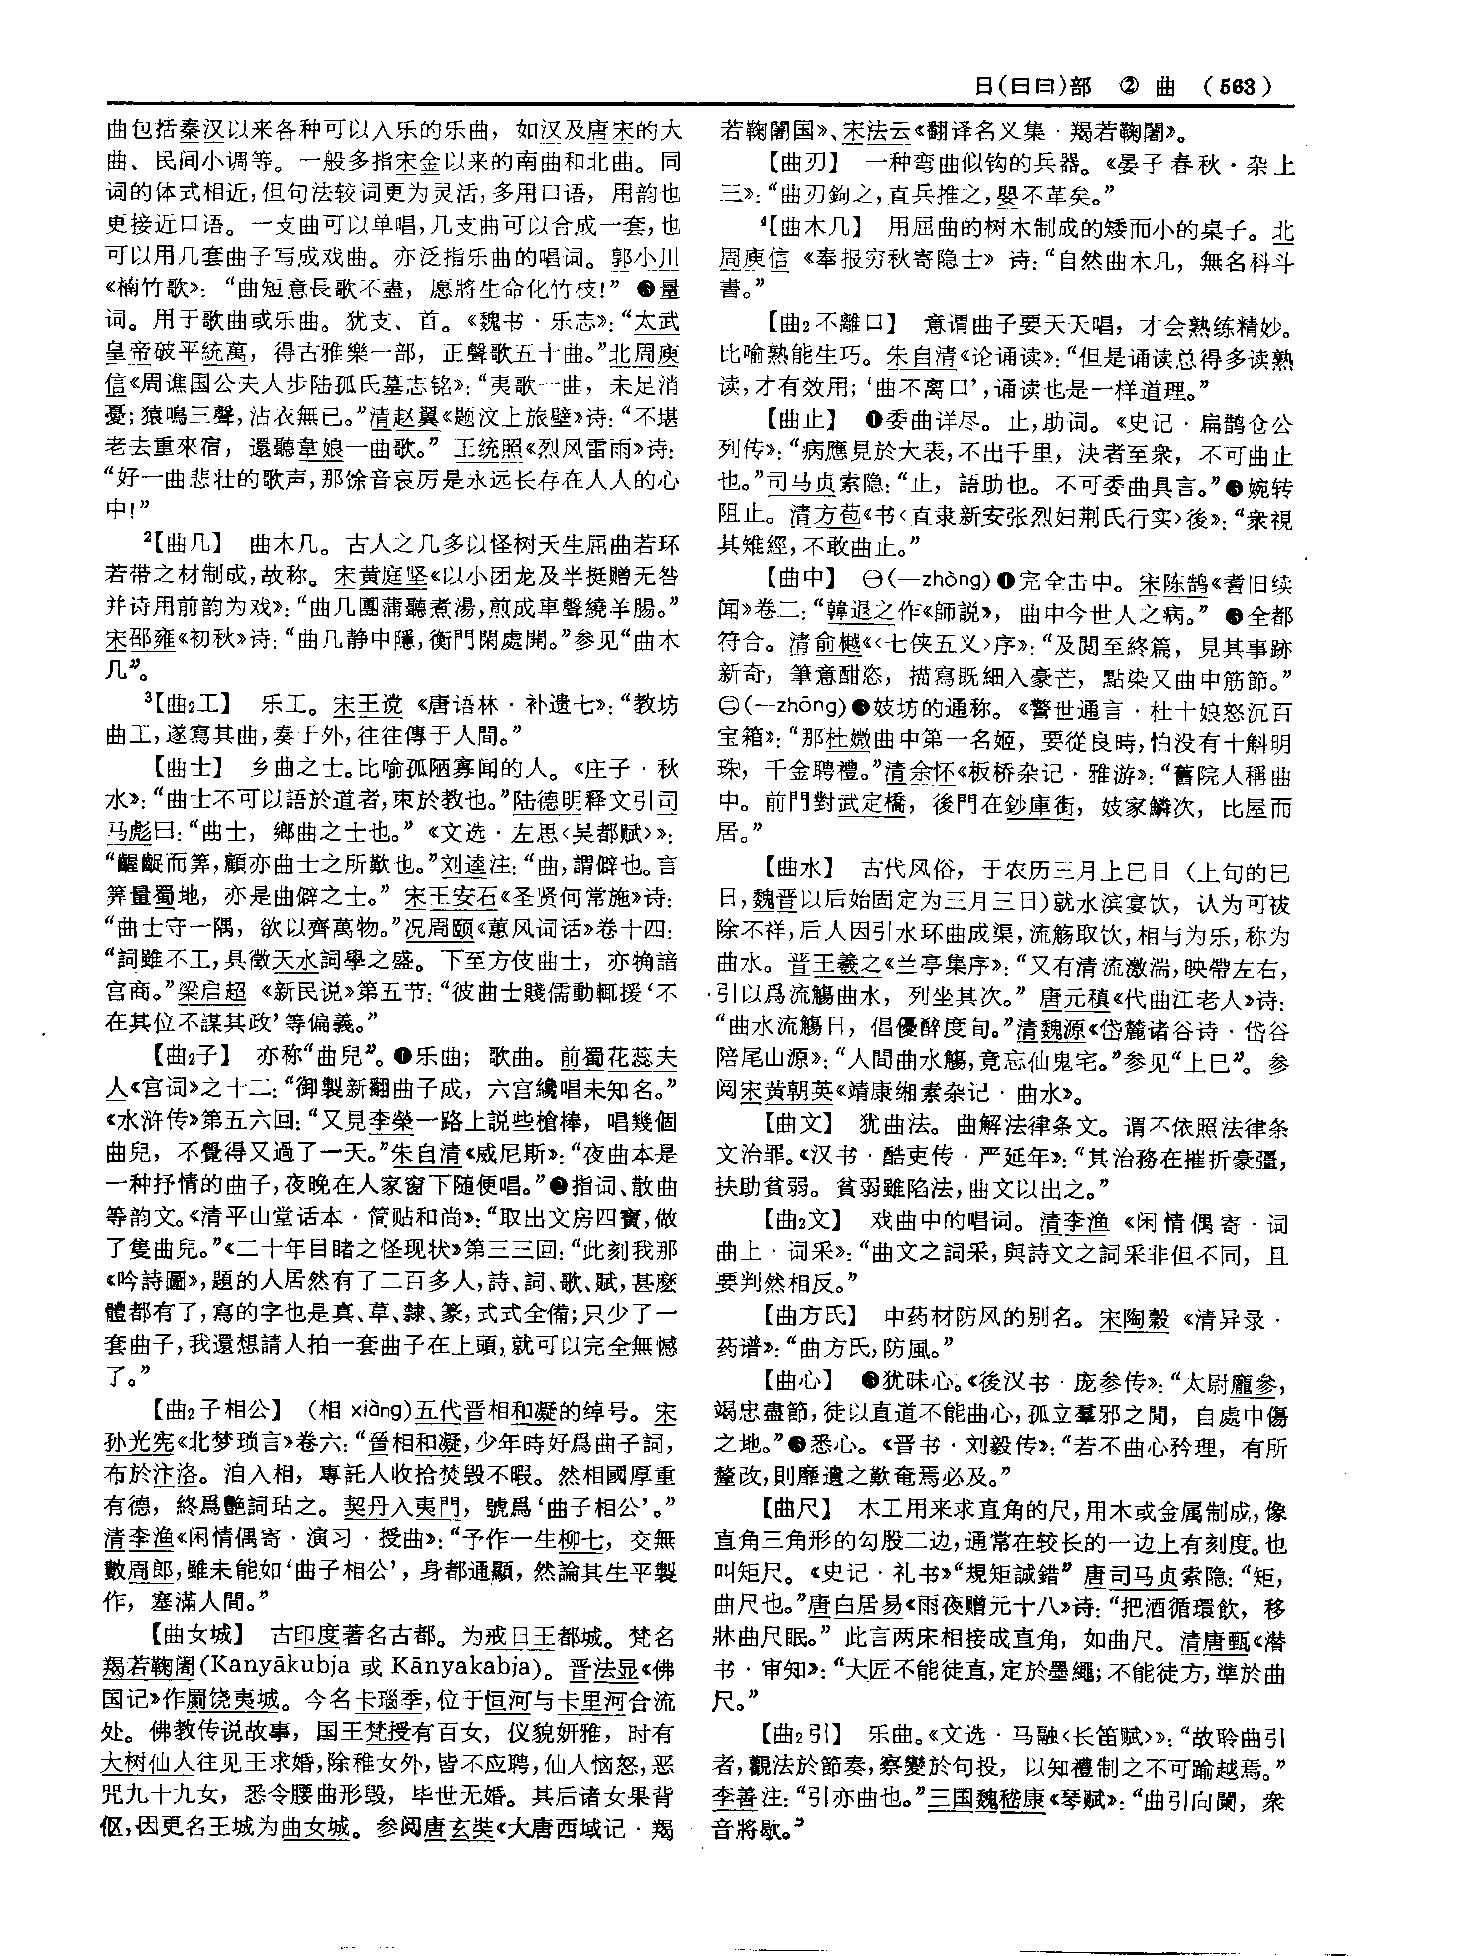 日(日曰)部　②　曲　(563)
曲包括秦汉以来各种可以入乐的乐曲，如汉及唐宋的大
曲、民间小调等。一般多指宋金以来的南曲和北曲。同
词的体式相近，但句法较词更为灵活，多用口语，用韵也
更接近口语。一支曲可以单唱，几支曲可以合成一套，也
可以用几套曲子写成戏曲。亦泛指乐曲的唱词。郭小川
《楠竹歌》：“曲短意長歌不盡，愿將生命化竹枝！”❸量
词。用于歌曲或乐曲。犹支、首。《魏书·乐志》：“太武
皇帝破平統萬，得古雅樂一部，正聲歌五十曲。”北周庾
信《周谯国公夫人步陆孤氏墓志铭》：“夷歌一曲，未足消
憂；猿鳴三聲，沾衣無已。”清赵翼《题汶上旅壁》诗：“不堪
老去重來宿，還聽韋娘一曲歌。”王统照《烈风雷雨》诗：
“好一曲悲壮的歌声，那馀音哀厉是永远长存在人人的心
中！”
²【曲几】　曲木几。古人之几多以怪树天生屈曲若环
若带之材制成，故称。宋黄庭坚《以小团龙及半挺赠无咎
并诗用前韵为戏》：“曲几團蒲聽煮湯，煎成車聲繞羊腸。”
宋邵雍《初秋》诗：“曲几静中隱，衡門閑處開。”参见“曲木
几”。
³【曲₂工】　乐工。宋王谠《唐语林·补遗七》：“教坊
曲工，遂寫其曲，奏于外，往往傳于人間。”
【曲士】　乡曲之士。比喻孤陋寡闻的人。《庄子·秋
水》：“曲士不可以語於道者，束於教也。”陆德明释文引司
马彪曰：“曲士，鄉曲之士也。”《文选·左思〈吴都赋〉》：
“齷齪而筭，顧亦曲士之所歎也。”刘逵注：“曲，謂僻也。言
筭量蜀地，亦是曲僻之士。”宋王安石《圣贤何常施》诗：
“曲士守一隅，欲以齊萬物。”况周颐《蕙风词话》卷十四：
“詞雖不工，具徵天水詞學之盛。下至方伎曲士，亦觕諳
宫商。”梁启超《新民说》第五节：“彼曲士賤儒動輒援‘不
在其位不謀其政’等偏義。”
【曲₂子】　亦称“曲兒”。❶乐曲；歌曲。前蜀花蕊夫
人《宫词》之十二：“御製新翻曲子成，六宫纔唱未知名。”
《水浒传》第五六回：“又見李榮一路上説些槍棒，唱幾個
曲兒，不覺得又過了一天。”朱自清《威尼斯》：“夜曲本是
一种抒情的曲子，夜晚在人家窗下随便唱。”❷指词、散曲
等韵文。《清平山堂话本·简贴和尚》：“取出文房四寳，做
了隻曲兒。”《二十年目睹之怪现状》第三三回：“此刻我那
《吟詩圖》，題的人居然有了二百多人，詩、詞、歌、賦，甚麽
體都有了，寫的字也是真、草、隸、篆，式式全備；只少了一
套曲子，我還想請人拍一套曲子在上頭，就可以完全無憾
了。”
【曲₂子相公】　（相 xiàng）五代晋相和凝的绰号。宋
孙光宪《北梦琐言》卷六：“晉相和凝，少年時好爲曲子詞，
布於汴洛。洎入相，專託人收拾焚毁不暇。然相國厚重
有德，終爲艷詞玷之。契丹入夷門，號爲‘曲子相公’。”
清李渔《闲情偶寄·演习·授曲》：“予作一生柳七，交無
數周郎，雖未能如‘曲子相公’，身都通顯，然論其生平製
作，塞滿人間。”
【曲女城】　古印度著名古都。为戒日王都城。梵名
羯若鞠阇（Kanyākubja 或 Kānyakabja）。晋法显《佛
国记》作罽饶夷城。今名卡瑙季，位于恒河与卡里河合流
处。佛教传说故事，国王梵授有百女，仪貌妍雅，时有
大树仙人往见王求婚，除稚女外，皆不应聘，仙人恼怒，恶
咒九十九女，悉令腰曲形毁，毕世无婚。其后诸女果背
伛，因更名王城为曲女城。参阅唐玄奘《大唐西域记·羯
若鞠闍国》、宋法云《翻译名义集·羯若鞠闍》。
【曲刃】　一种弯曲似钩的兵器。《晏子春秋·杂上
三》：“曲刃鉤之，直兵推之，嬰不革矣。”
⁴【曲木几】　用屈曲的树木制成的矮而小的桌子。北
周庾信《奉报穷秋寄隐士》诗：“自然曲木几，無名科斗
書。”
【曲₂不離口】　意谓曲子要天天唱，才会熟练精妙。
比喻熟能生巧。朱自清《论诵读》：“但是诵读总得多读熟
读，才有效用；‘曲不离口’，诵读也是一样道理。”
【曲止】　❶委曲详尽。止，助词。《史记·扁鹊仓公
列传》：“病應見於大表，不出千里，决者至衆，不可曲止
也。”司马贞索隐：“止，語助也。不可委曲具言。”❷婉转
阻止。清方苞《书〈直隶新安张烈妇荆氏行实〉後》：“衆視
其雉經，不敢曲止。”
【曲中】　㊀（—zhòng）❶完全击中。宋陈鹄《耆旧续
闻》卷二：“韓退之作《師説》，曲中今世人之病。”❷全都
符合。清俞樾《〈七侠五义〉序》：“及閲至終篇，見其事跡
新奇，筆意酣恣，描寫既細入豪芒，點染又曲中筋節。”
㊁（—zhōng）❸妓坊的通称。《警世通言·杜十娘怒沉百
宝箱》：“那杜媺曲中第一名姬，要從良時，怕没有十斛明
珠，千金聘禮。”清余怀《板桥杂记·雅游》：“舊院人稱曲
中。前門對武定橋，後門在鈔庫街，妓家鱗次，比屋而
居。”
【曲水】　古代风俗，于农历三月上巳日（上旬的巳
日，魏晋以后始固定为三月三日）就水滨宴饮，认为可祓
除不祥，后人因引水环曲成渠，流觞取饮，相与为乐，称为
曲水。晋王羲之《兰亭集序》：“又有清流激湍，映帶左右，
引以爲流觴曲水，列坐其次。”唐元稹《代曲江老人》诗：
“曲水流觴日，倡優醉度旬。”清魏源《岱麓诸谷诗·岱谷
陪尾山源》：“人間曲水觴，竟忘仙鬼宅。”参见“上巳”。参
阅宋黄朝英《靖康缃素杂记·曲水》。
【曲文】　犹曲法。曲解法律条文。谓不依照法律条
文治罪。《汉书·酷吏传·严延年》：“其治務在摧折豪彊，
扶助貧弱。貧弱雖陷法，曲文以出之。”
【曲₂文】　戏曲中的唱词。清李渔《闲情偶寄·词
曲上·词采》：“曲文之詞采，與詩文之詞采非但不同，且
要判然相反。”
【曲方氏】　中药材防风的别名。宋陶穀《清异录·
药谱》：“曲方氏，防風。”
【曲心】　❶犹昧心。《後汉书·庞参传》：“太尉龐參，
竭忠盡節，徒以直道不能曲心，孤立羣邪之閒，自處中傷
之地。”❷悉心。《晋书·刘毅传》：“若不曲心矜理，有所
釐改，則靡遺之歎奄焉必及。”
【曲尺】　木工用来求直角的尺，用木或金属制成，像
直角三角形的勾股二边，通常在较长的一边上有刻度。也
叫矩尺。《史记·礼书》“規矩誠錯”唐司马贞索隐：“矩，
曲尺也。”唐白居易《雨夜赠元十八》诗：“把酒循環飲，移
牀曲尺眠。”此言两床相接成直角，如曲尺。清唐甄《潜
书·审知》：“大匠不能徒直，定於墨繩；不能徒方，準於曲
尺。”
【曲₂引】　乐曲。《文选·马融〈长笛赋〉》：“故聆曲引
者，觀法於節奏，察變於句投，以知禮制之不可踰越焉。”
李善注：“引亦曲也。”三国魏嵇康《琴赋》：“曲引向闌，衆
音將歇。”